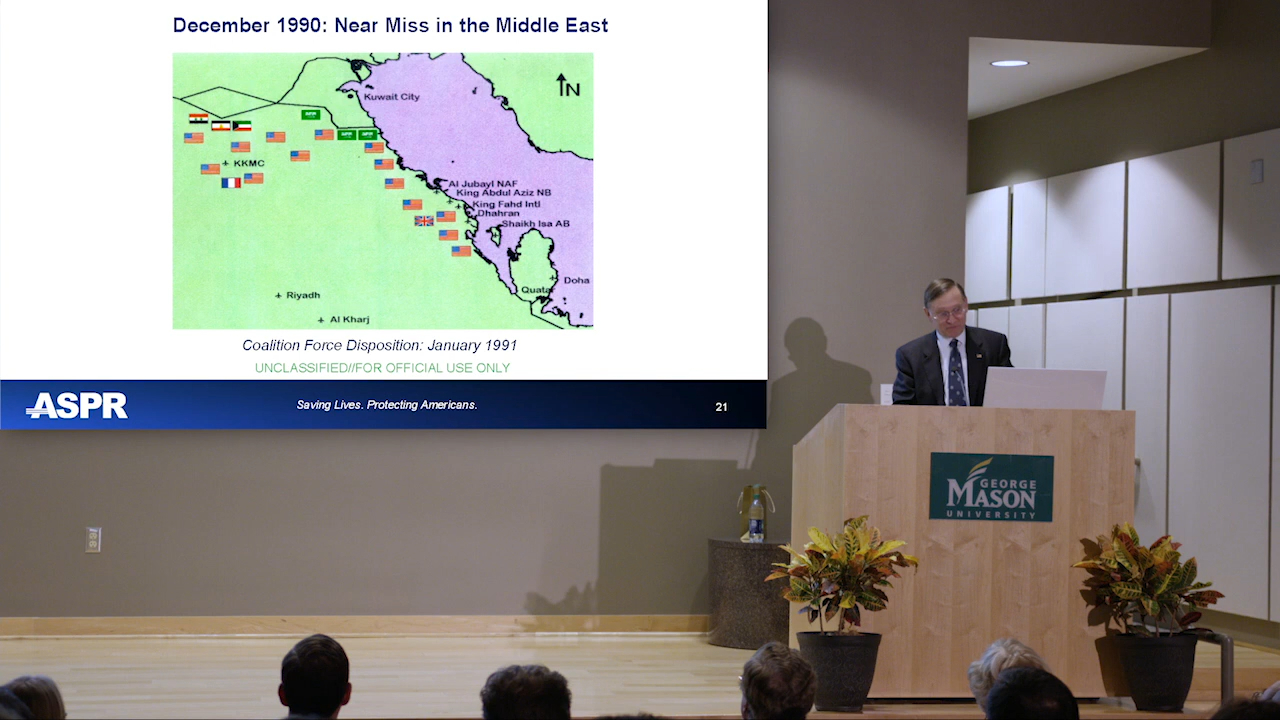 December 1990: Near Miss in the Middle East
N
Kuwait City
KKMC
Al Jubayl NAF
King Abdul Aziz NB
King Fahd Intl
Dhahran
Shaikh Isa AB
Doha
Quatar
Riyadh
Al Kharj
Coalition Force Disposition: January 1991
UNCLASSIFIED//FOR OFFICIAL USE ONLY
ASPR
Saving Lives. Protecting Americans.
21
GEORGE
MASON
UNIVERSITY